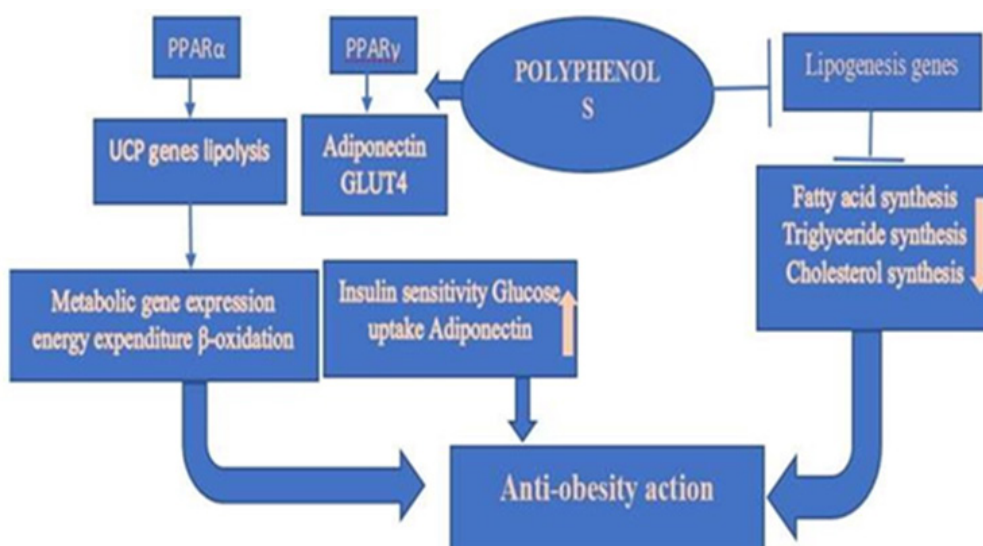 PPARα
PPARγ
POLYPHENOL
S
Lipogenesis genes
UCP genes lipolysis
Adiponectin
GLUT4
Fatty acid synthesis
Triglyceride synthesis
Cholesterol synthesis
Metabolic gene expression
energy expenditure β-oxidation
Insulin sensitivity Glucose
uptake Adiponectin
Anti-obesity action